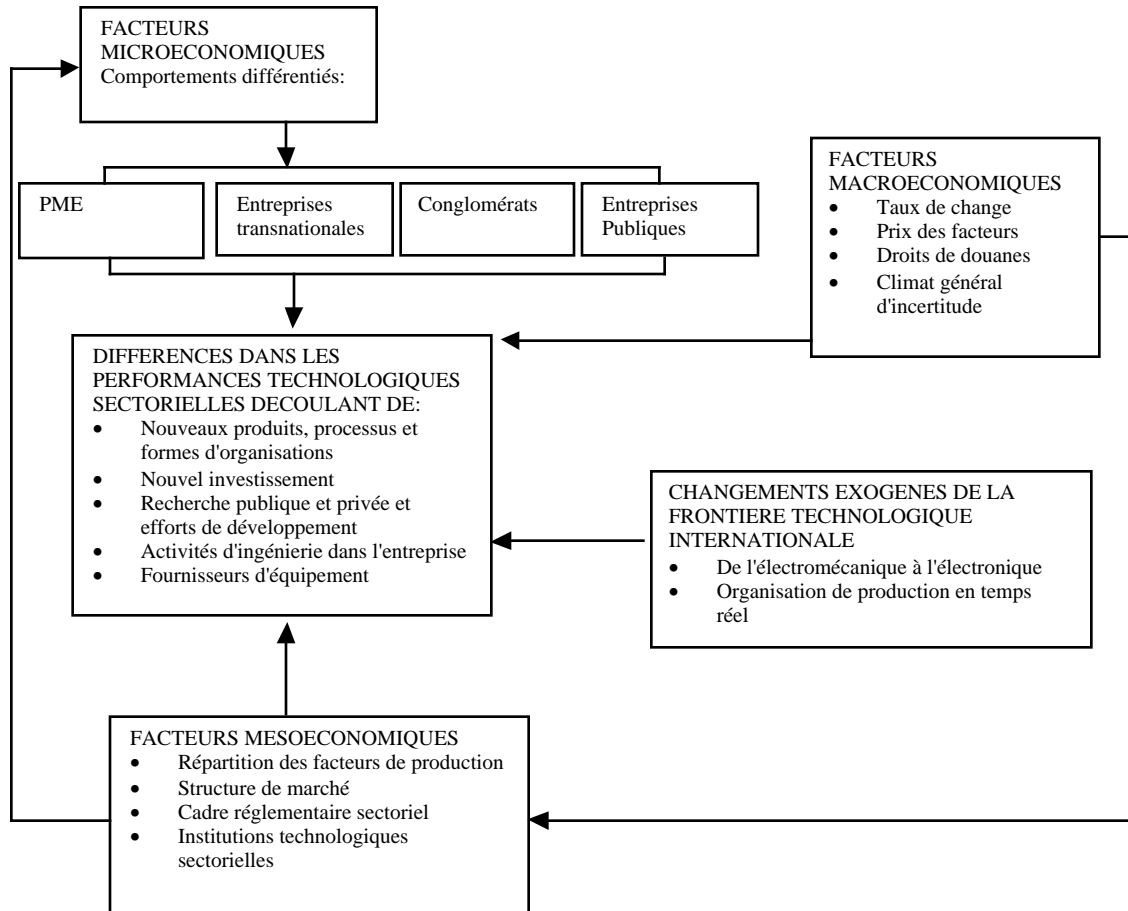 FACTEURS
MICROECONOMIQUES
Comportements différentiés:
PME
Entreprises
transnationales
Conglomérats
Entreprises
Publiques
FACTEURS
MACROECONOMIQUES
• Taux de change
• Prix des facteurs
• Droits de douanes
• Climat général
d'incertitude
DIFFERENCES DANS LES
PERFORMANCES TECHNOLOGIQUES
SECTORIELLES DECOULANT DE:
• Nouveaux produits, processus et
formes d'organisations
• Nouvel investissement
• Recherche publique et privée et
efforts de développement
• Activités d'ingénierie dans l'entreprise
• Fournisseurs d'équipement
CHANGEMENTS EXOGENES DE LA
FRONTIERE TECHNOLOGIQUE
INTERNATIONALE
• De l'électromécanique à l'électronique
• Organisation de production en temps
réel
FACTEURS MESOECONOMIQUES
• Répartition des facteurs de production
• Structure de marché
• Cadre réglementaire sectoriel
• Institutions technologiques
sectorielles